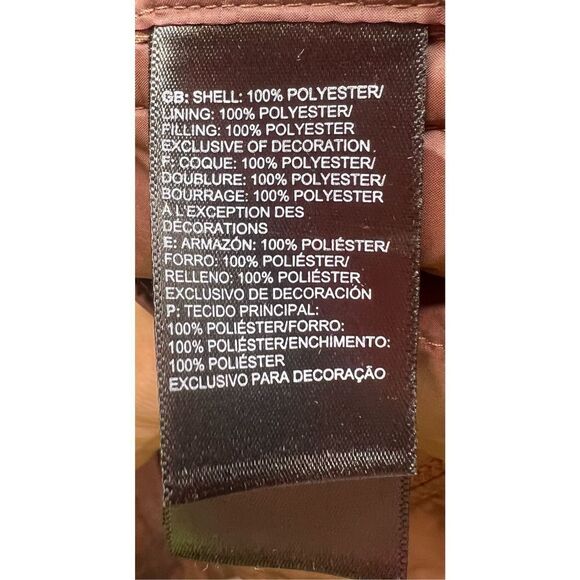 GB: SHELL: 100% POLYESTER/
LINING: 100% POLYESTER/
FILLING: 100% POLYESTER
EXCLUSIVE OF DECORATION
F: COQUE: 100% POLYESTER/
DOUBLURE: 100% POLYESTER/
BOURRAGE: 100% POLYESTER
A L'EXCEPTION DES
DÉCORATIONS
E: ARMAZÓN: 100% POLIÉSTER/
FORRO: 100% POLIÉSTER/
RELLENO: 100% POLIÉSTER
EXCLUSIVO DE DECORACIÓN
P: TECIDO PRINCIPAL:
100% POLIÉSTER/FORRO:
100% POLIÉSTER/ENCHIMENTO:
100% POLIÉSTER
EXCLUSIVO PARA DECORAÇÃO